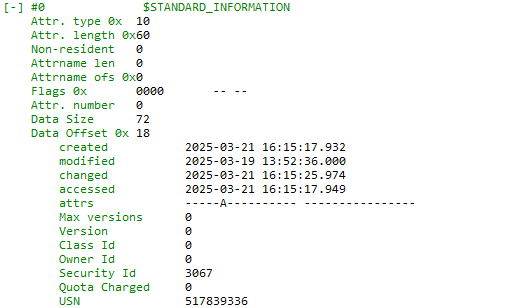 [-] #0 $STANDARD_INFORMATION
Attr. type 0x 10
Attr. length 0x60
Non-resident 0
Attrname len 0
Attrname ofs 0x0
Flags 0x 0000 -- --
Attr. number 0
Data Size 72
Data Offset 0x 18
created 2025-03-21 16:15:17.932
modified 2025-03-19 13:52:36.000
changed 2025-03-21 16:15:25.974
accessed 2025-03-21 16:15:17.949
attrs -----A---------- ----------------
Max versions 0
Version 0
Class Id 0
Owner Id 0
Security Id 3067
Quota Charged 0
USN 517839336